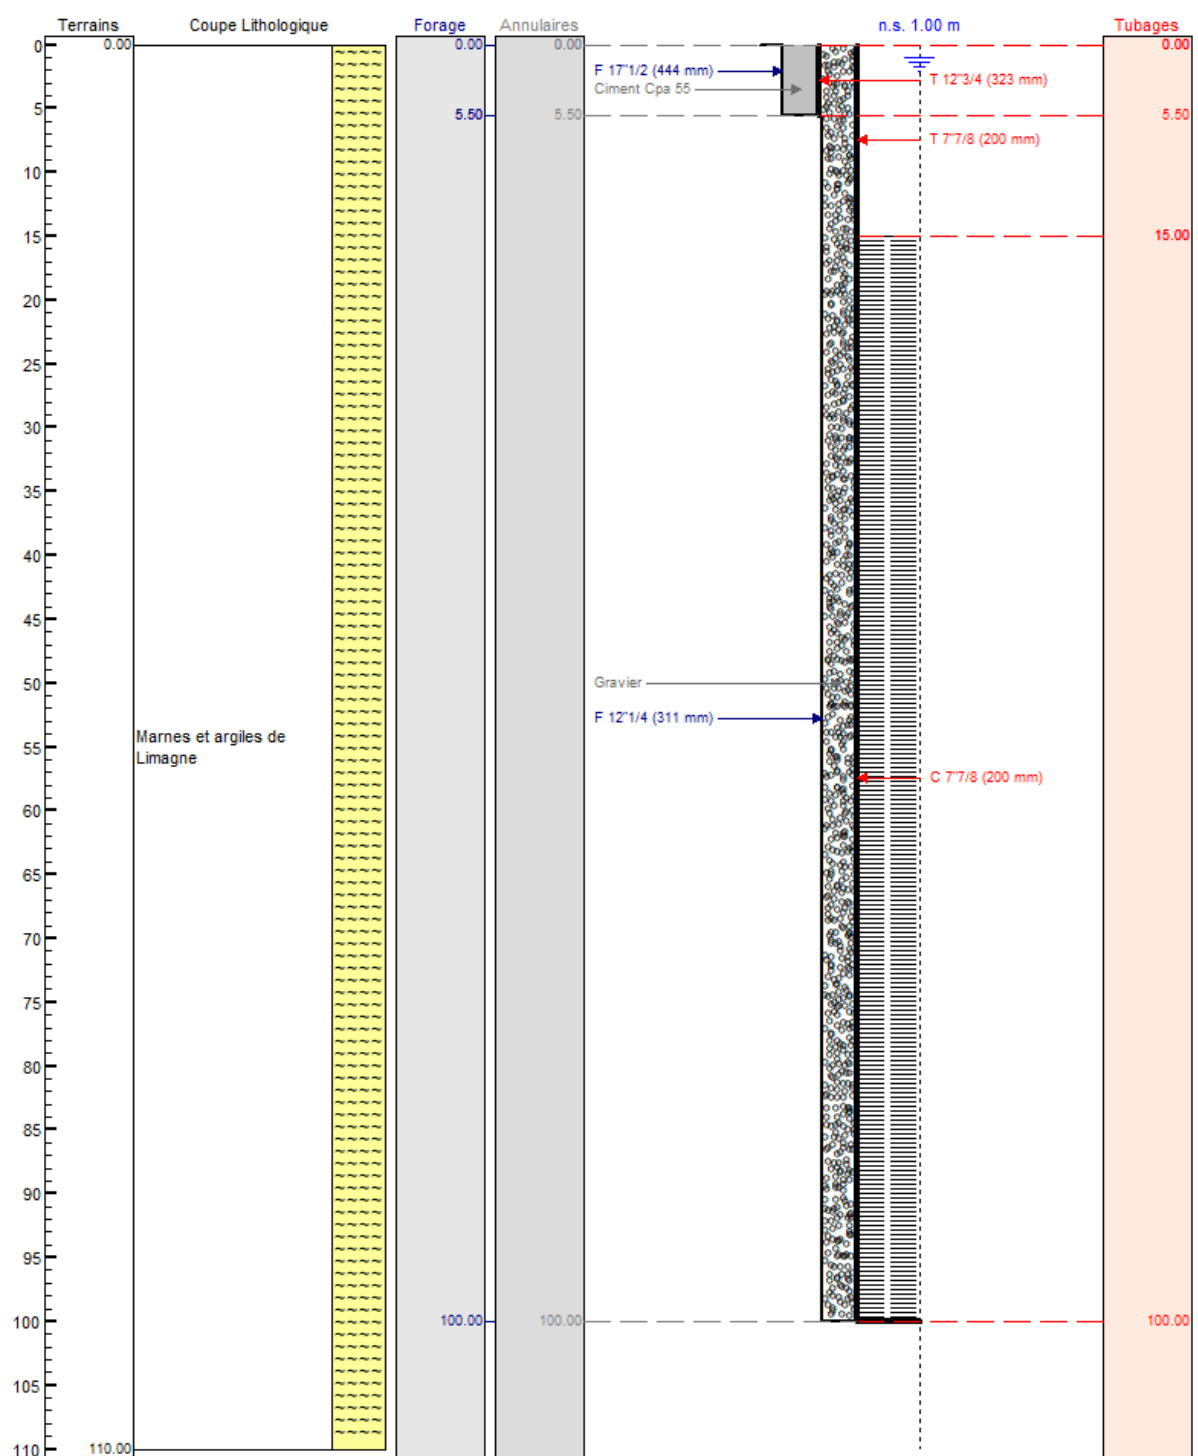 Terrains Coupe Lithologique Forage Annulaires n.s. 1.00 m Tubages
0 0.00 0.00 0.00 0.00
F 17"1/2 (444 mm) T 12"3/4 (323 mm)
Ciment Cpa 55
5 5.50 5.50 5.50
T 7"7/8 (200 mm)
10
15 15.00
20
25
30
35
40
45
50 Gravier
F 12"1/4 (311 mm)
55 Marnes et argiles de
Limagne
C 7"7/8 (200 mm)
60
65
70
75
80
85
90
95
100 100.00 100.00 100.00
105
110 110.00